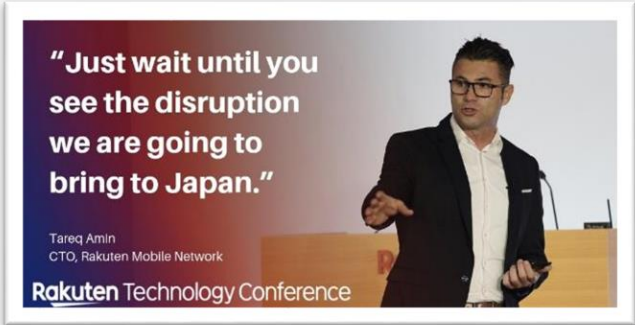 “Just wait until you
see the disruption
we are going to
bring to Japan.”
Tareq Amin
CTO, Rakuten Mobile Network
Rakuten Technology Conference